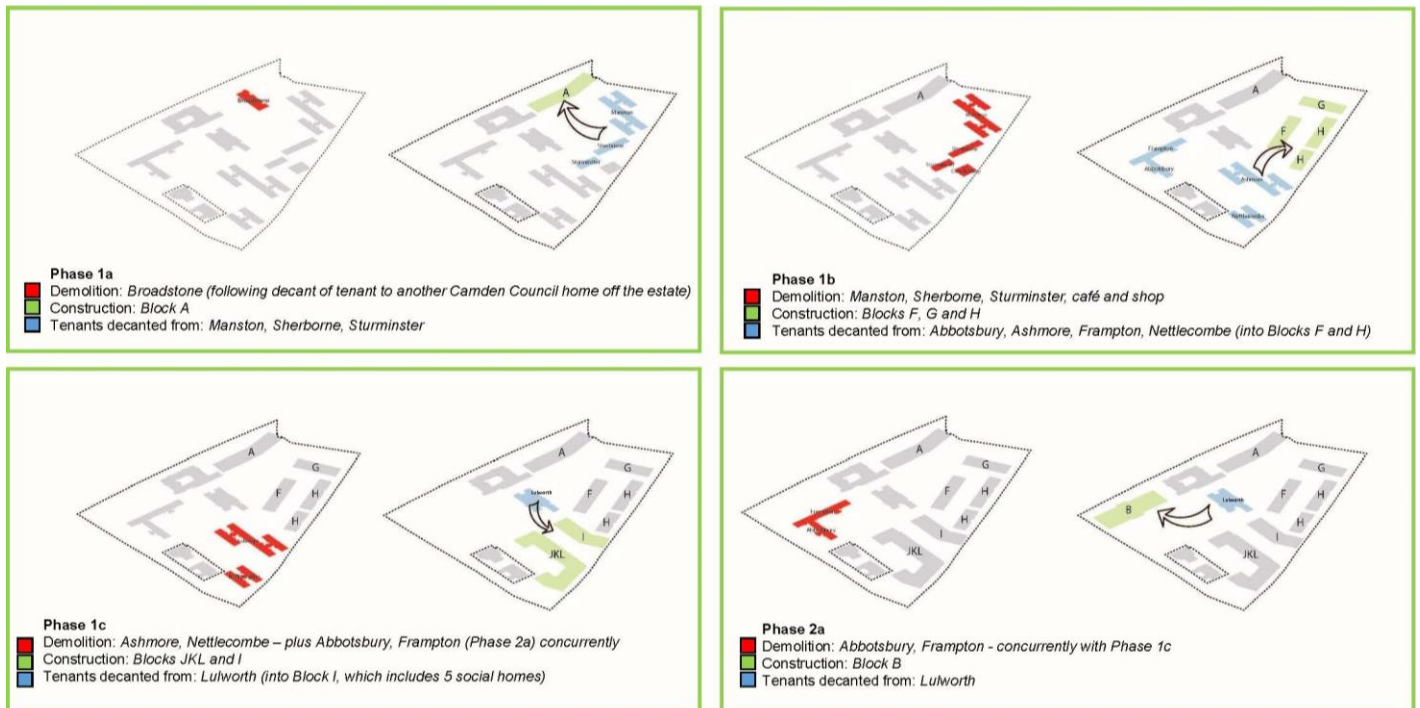 Broadstone
A
Manston
Sherborne
Sturminster
Phase 1a
Demolition: Broadstone (following decant of tenant to another Camden Council home off the estate)
Construction: Block A
Tenants decanted from: Manston, Sherborne, Sturminster
A
A
G
F
H
H
Frampton
Abbotsbury
Ashmore
Nettlecombe
Phase 1b
Demolition: Manston, Sherborne, Sturminster, café and shop
Construction: Blocks F, G and H
Tenants decanted from: Abbotsbury, Ashmore, Frampton, Nettlecombe (into Blocks F and H)
A
G
F
H
H
A
G
Lulworth
F
H
H
I
JKL
Phase 1c
Demolition: Ashmore, Nettlecombe – plus Abbotsbury, Frampton (Phase 2a) concurrently
Construction: Blocks JKL and I
Tenants decanted from: Lulworth (into Block I, which includes 5 social homes)
A
G
F
H
H
I
JKL
A
G
Lulworth
F
H
B
H
I
JKL
Phase 2a
Demolition: Abbotsbury, Frampton - concurrently with Phase 1c
Construction: Block B
Tenants decanted from: Lulworth